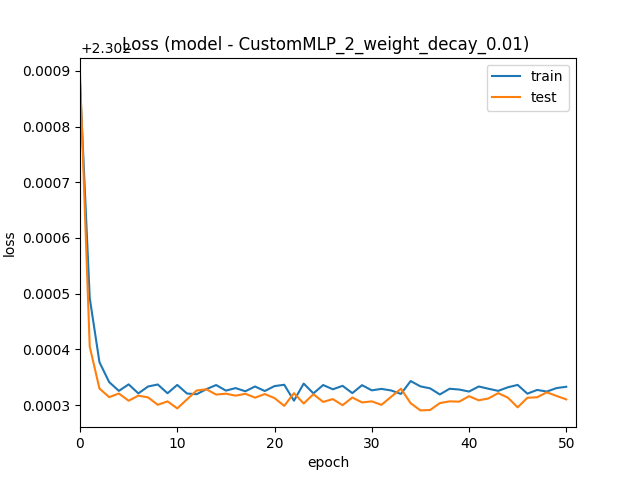 +2.302
Loss (model - CustomMLP_2_weight_decay_0.01)
train
test
0.0009
0.0008
0.0007
0.0006
0.0005
0.0004
0.0003
loss
0 10 20 30 40 50
epoch